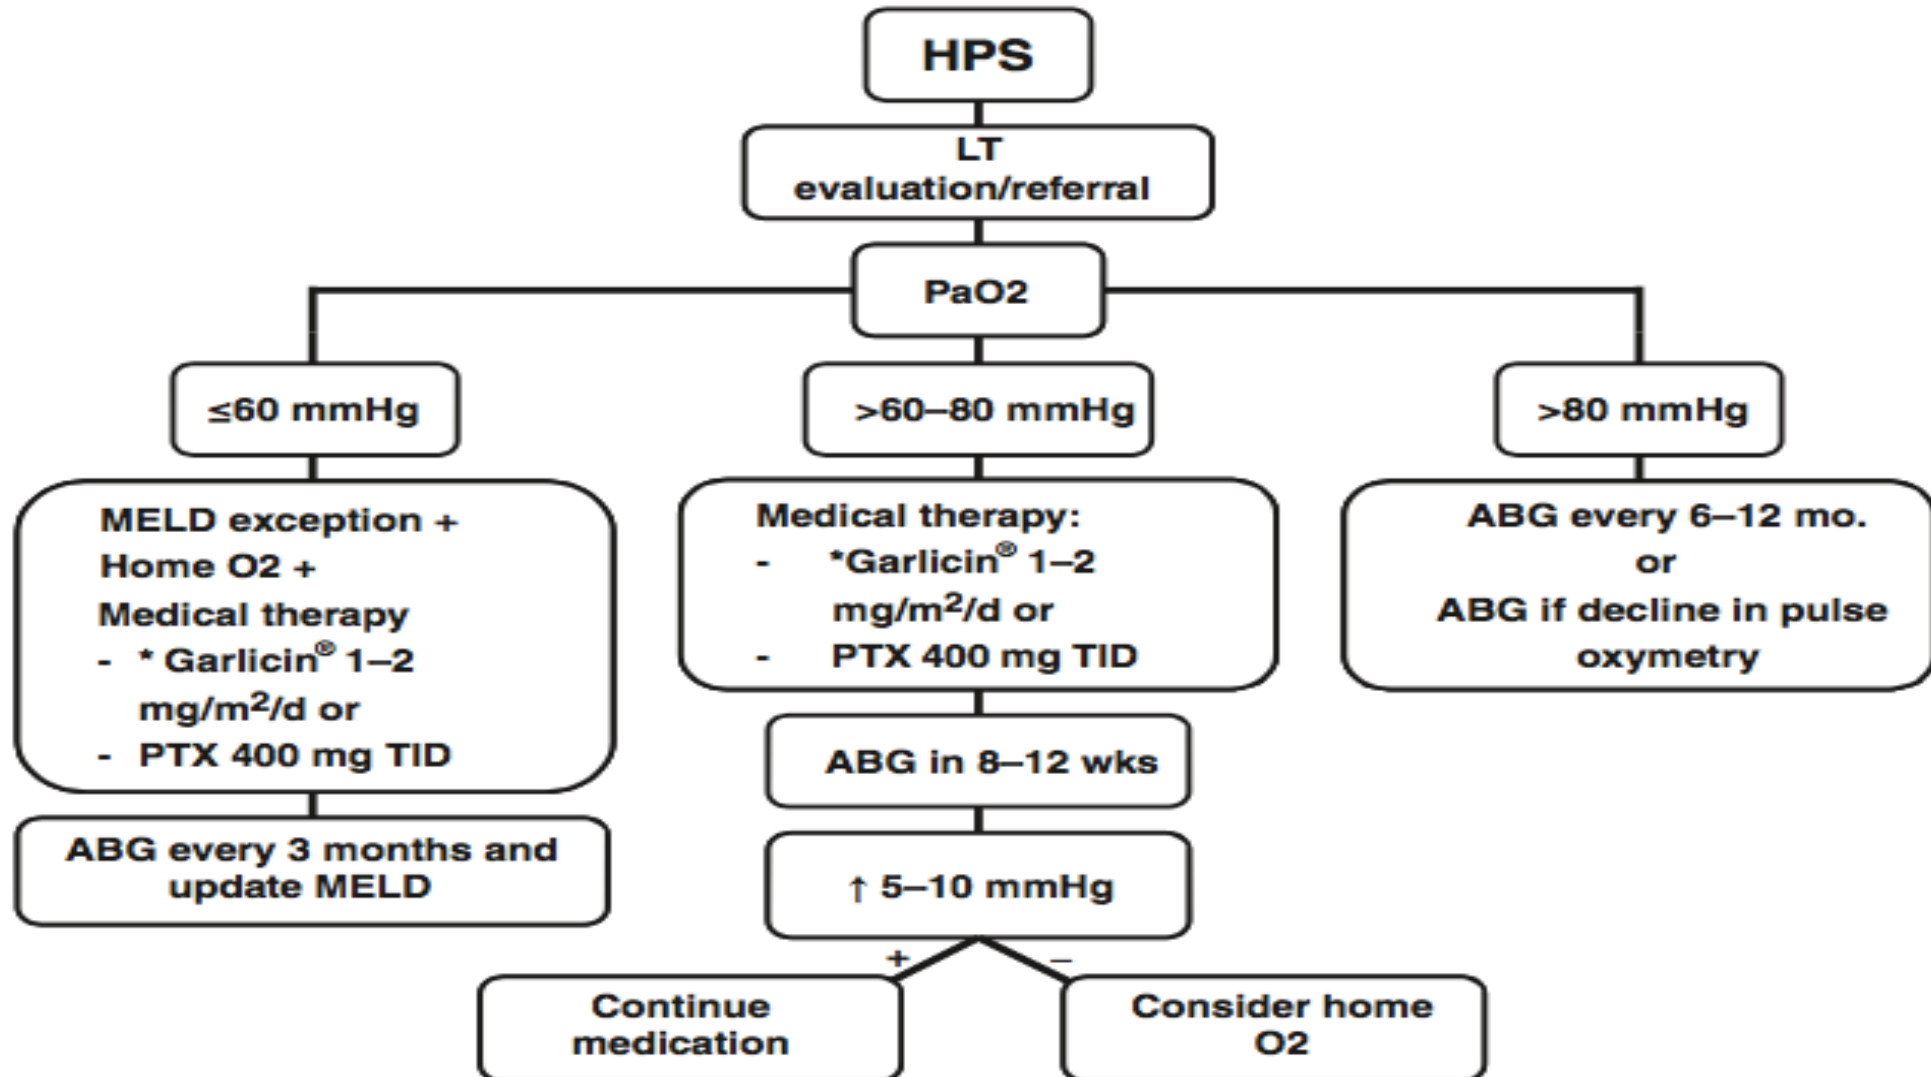 HPS
LT
evaluation/referral
PaO2
≤60 mmHg
>60–80 mmHg
>80 mmHg
MELD exception +
Home O2 +
Medical therapy
- * Garlicin® 1–2
mg/m²/d or
- PTX 400 mg TID
ABG every 3 months and
update MELD
Medical therapy:
- *Garlicin® 1–2
mg/m²/d or
- PTX 400 mg TID
ABG in 8–12 wks
↑ 5–10 mmHg
+
–
Continue
medication
Consider home
O2
ABG every 6–12 mo.
or
ABG if decline in pulse
oxymetry